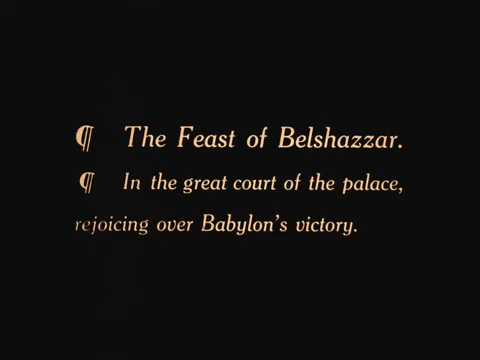 ¶ The Feast of Belshazzar.
¶ In the great court of the palace,
rejoicing over Babylon's victory.